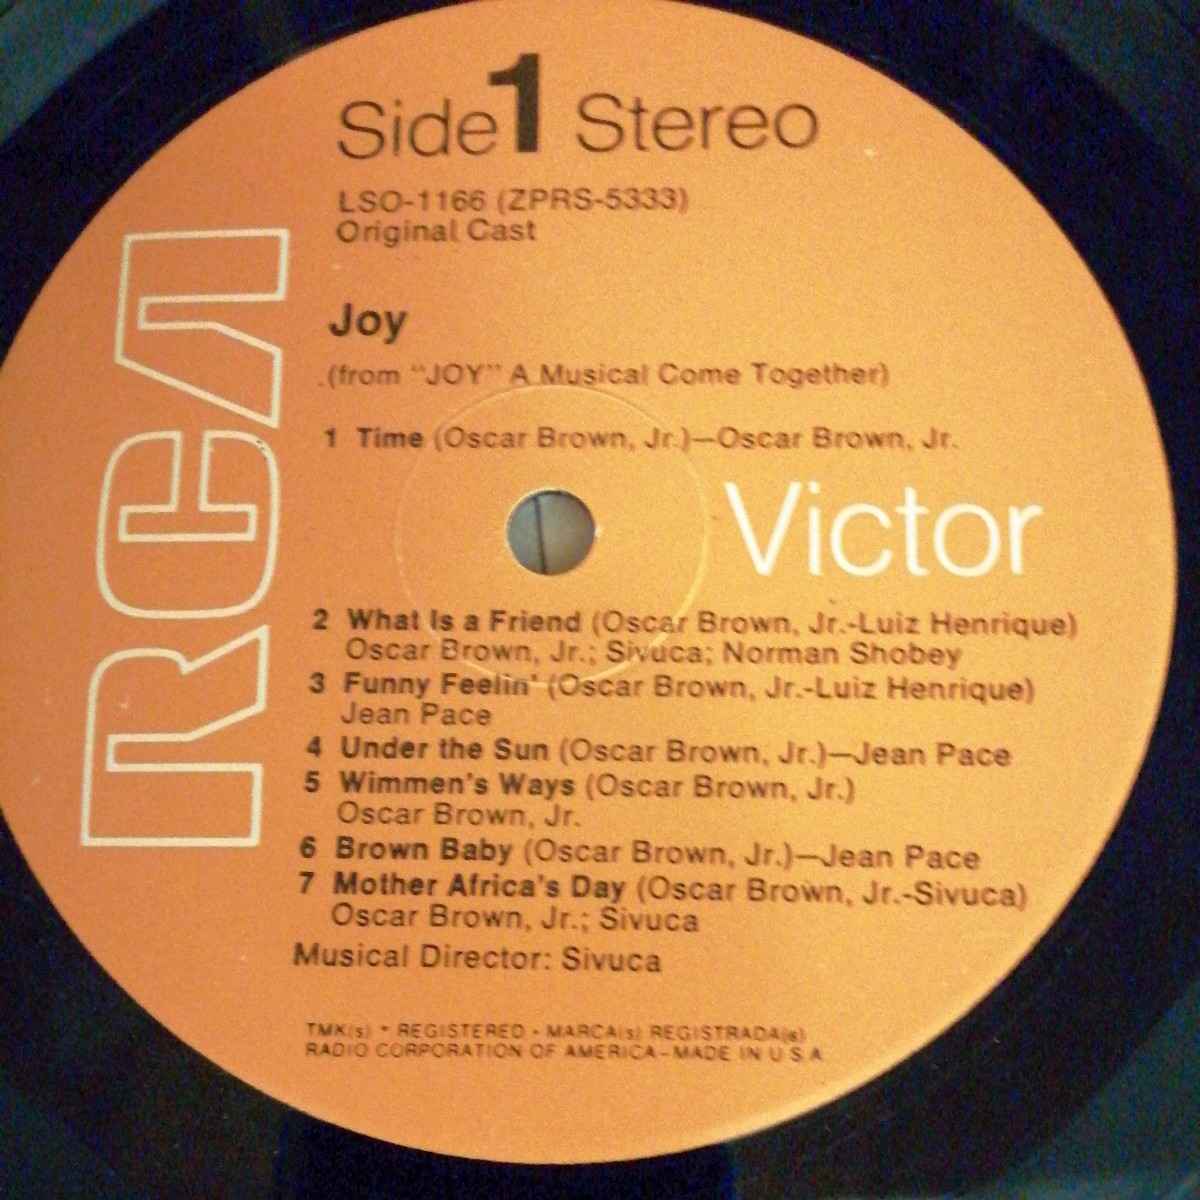 Side 1 Stereo
LSO-1166 (ZPRS-5333)
Original Cast
RCA
Joy
(from "JOY" A Musical Come Together)
1 Time (Oscar Brown, Jr.)—Oscar Brown, Jr.
Victor
2 What Is a Friend (Oscar Brown, Jr.-Luiz Henrique)
Oscar Brown, Jr.; Sivuca; Norman Shobey
3 Funny Feelin' (Oscar Brown, Jr.-Luiz Henrique)
Jean Pace
4 Under the Sun (Oscar Brown, Jr.)—Jean Pace
5 Wimmen's Ways (Oscar Brown, Jr.)
Oscar Brown, Jr.
6 Brown Baby (Oscar Brown, Jr.)—Jean Pace
7 Mother Africa's Day (Oscar Brown, Jr.-Sivuca)
Oscar Brown, Jr.; Sivuca
Musical Director: Sivuca
TMK(s) • REGISTERED • MARCA(s) REGISTRADA(s)
RADIO CORPORATION OF AMERICA–MADE IN U S A